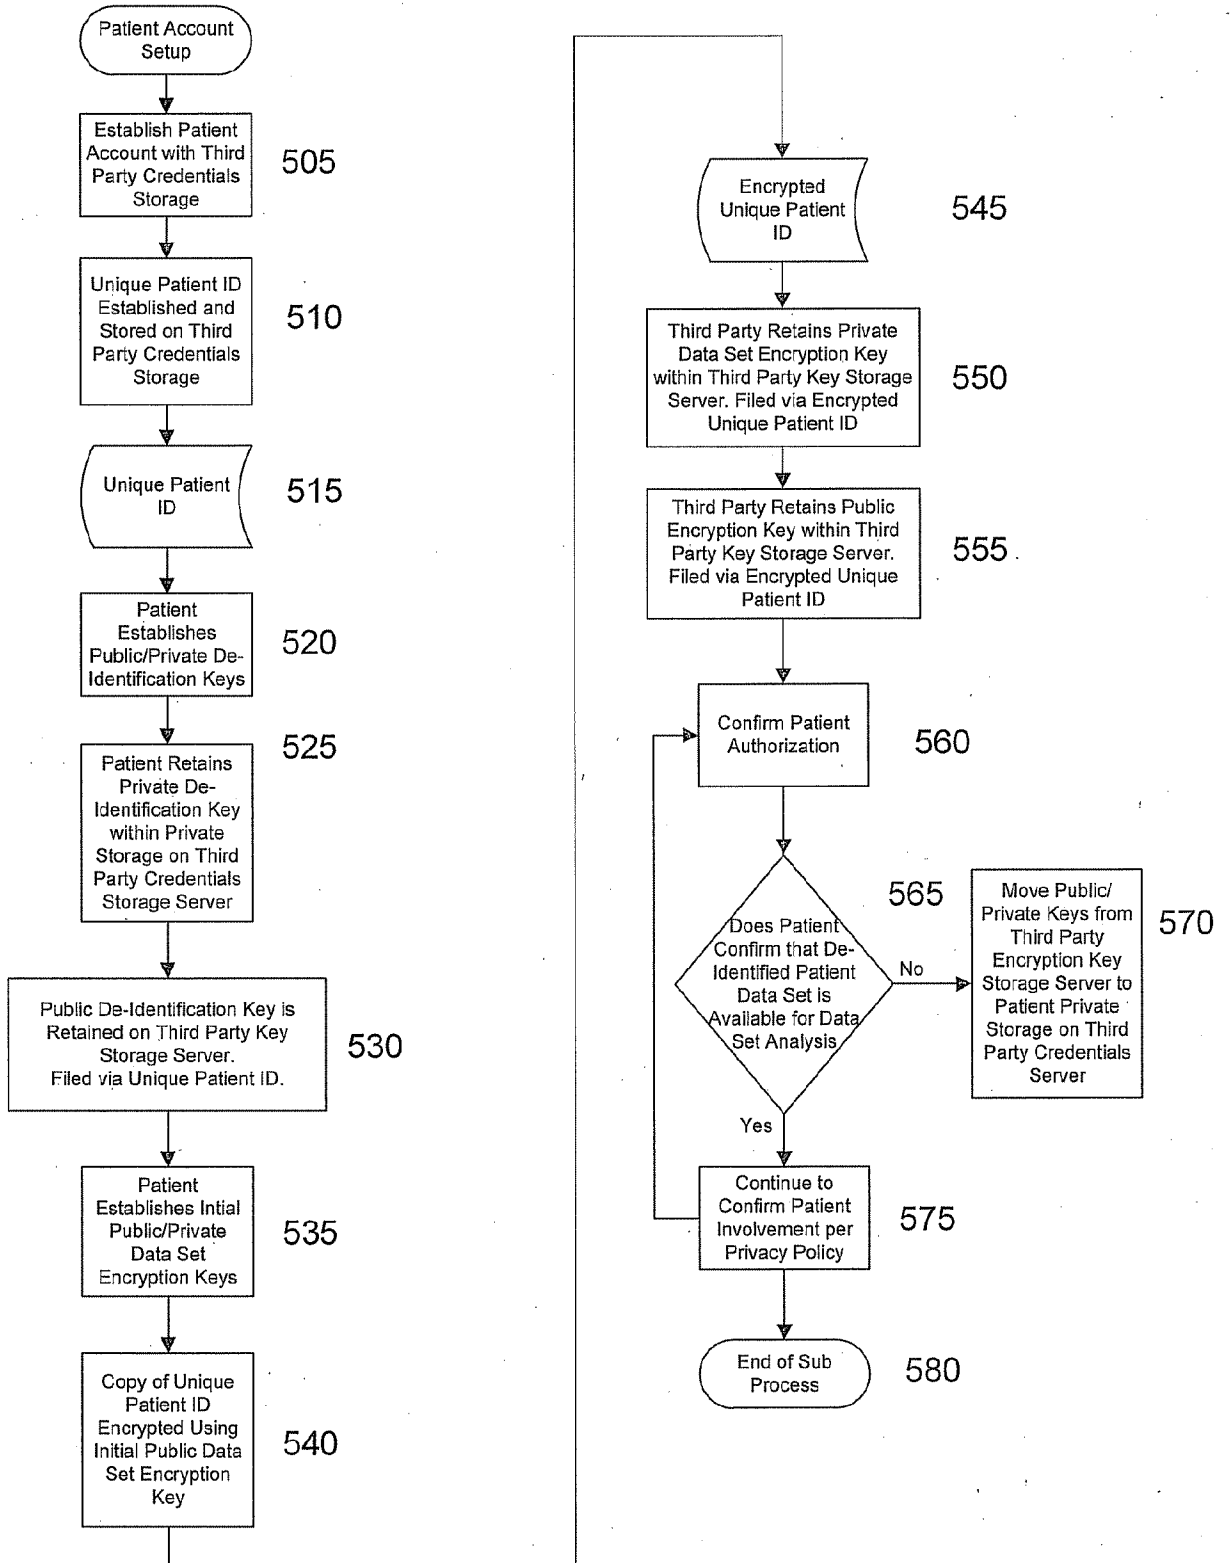 Patient Account
Setup
Establish Patient
Account with Third
Party Credentials
Storage
505
Unique Patient ID
Established and
Stored on Third
Party Credentials
Storage
510
Unique Patient
ID
515
Patient
Establishes
Public/Private De-
Identification Keys
520
Patient Retains
Private De-
Identification Key
within Private
Storage on Third
Party Credentials
Storage Server
525
Public De-Identification Key is
Retained on Third Party Key
Storage Server.
Filed via Unique Patient ID.
530
Patient
Establishes Intial
Public/Private
Data Set
Encryption Keys
535
Copy of Unique
Patient ID
Encrypted Using
Initial Public Data
Set Encryption
Key
540
Encrypted
Unique Patient
ID
545
Third Party Retains Private
Data Set Encryption Key
within Third Party Key Storage
Server. Filed via Encrypted
Unique Patient ID
550
Third Party Retains Public
Encryption Key within Third
Party Key Storage Server.
Filed via Encrypted Unique
Patient ID
555
Confirm Patient
Authorization
560
Does Patient
Confirm that De-
Identified Patient
Data Set is
Available for Data
Set Analysis
565
No
Move Public/
Private Keys from
Third Party
Encryption Key
Storage Server to
Patient Private
Storage on Third
Party Credentials
Server
570
Yes
Continue to
Confirm Patient
Involvement per
Privacy Policy
575
End of Sub
Process
580